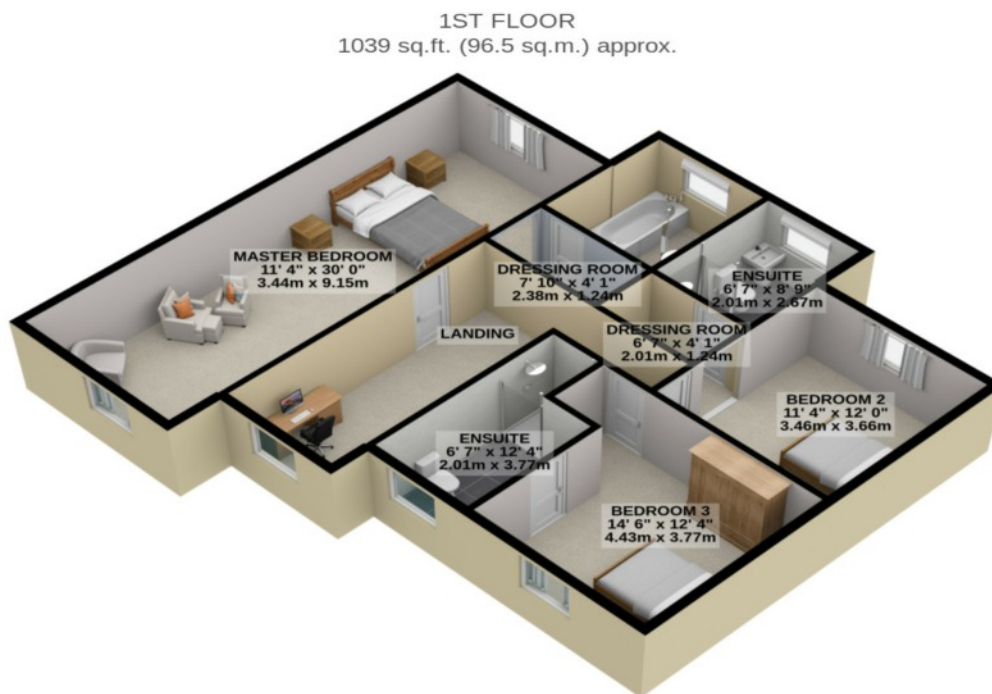 1ST FLOOR
1039 sq.ft. (96.5 sq.m.) approx.
MASTER BEDROOM
11' 4" x 30' 0"
3.44m x 9.15m
DRESSING ROOM
7' 10" x 4' 1"
2.38m x 1.24m
ENSUITE
6' 7" x 8' 9"
2.01m x 2.67m
LANDING
DRESSING ROOM
6' 7" x 4' 1"
2.01m x 1.24m
BEDROOM 2
11' 4" x 12' 0"
3.46m x 3.66m
ENSUITE
6' 7" x 12' 4"
2.01m x 3.77m
BEDROOM 3
14' 6" x 12' 4"
4.43m x 3.77m